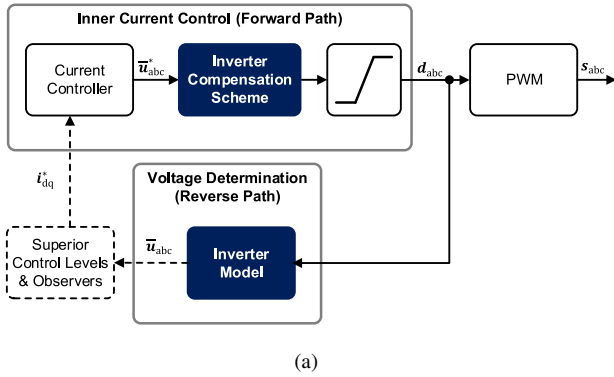 Inner Current Control (Forward Path)
Current
Controller
ū*abc
Inverter
Compensation
Scheme
dabc
PWM
sabc
i*dq
Voltage Determination
(Reverse Path)
Superior
Control Levels
& Observers
ūabc
Inverter
Model
(a)